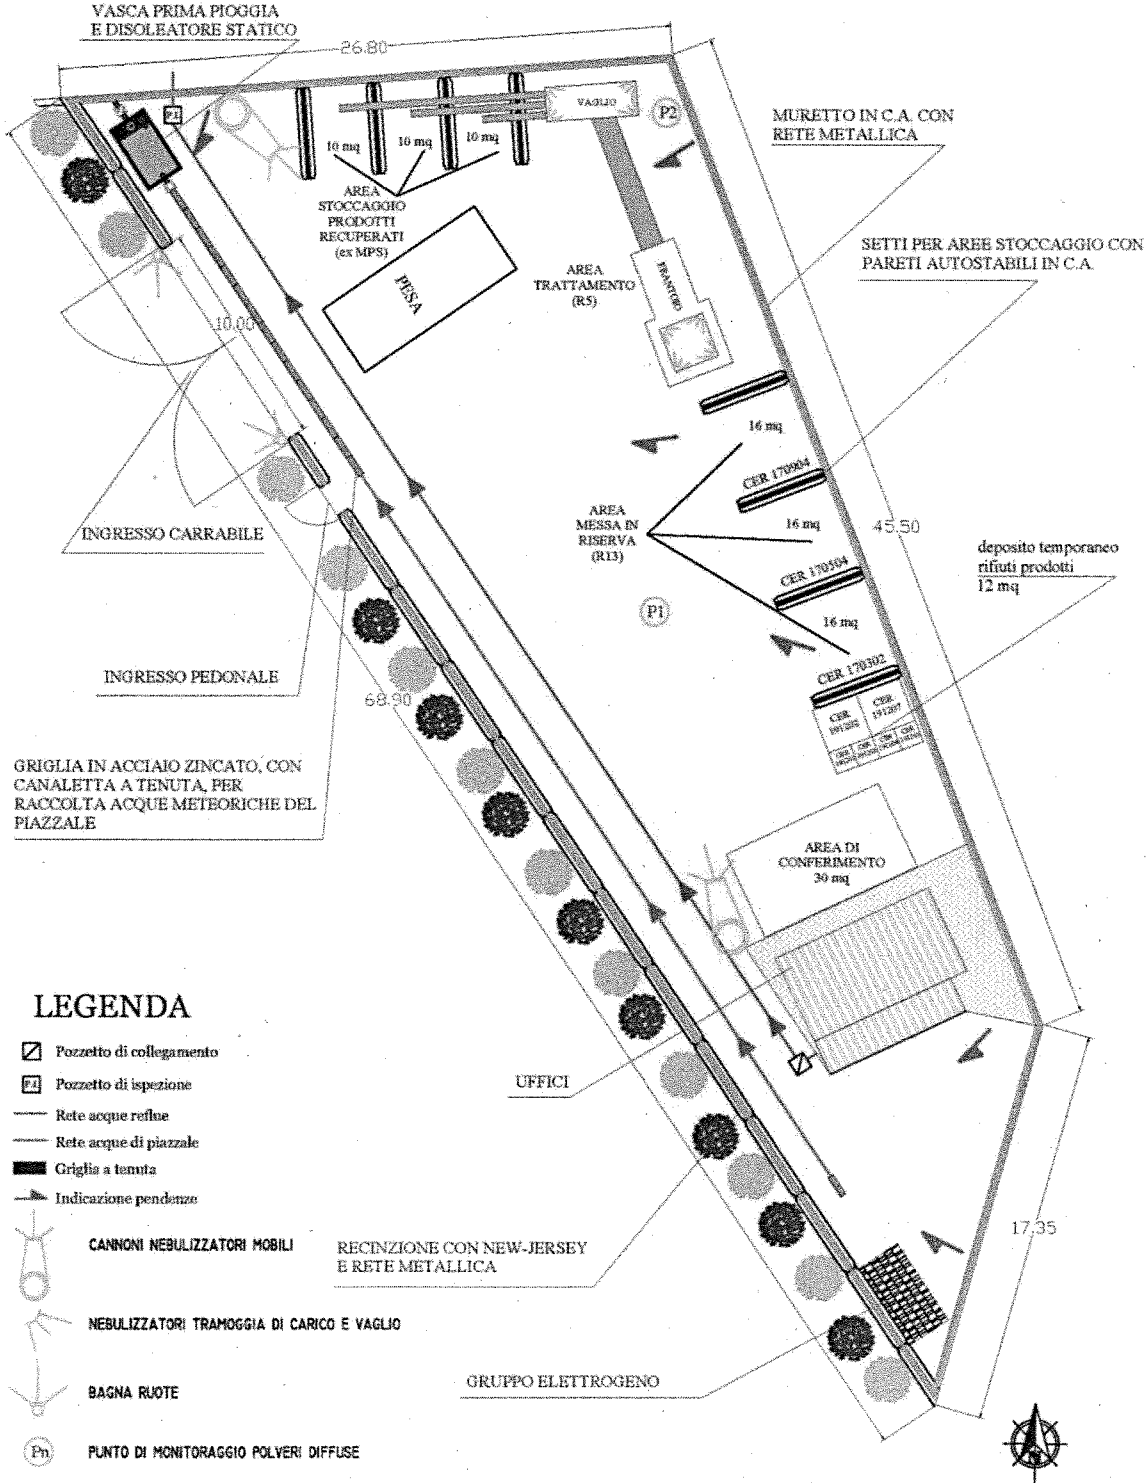 VASCA PRIMA PIOGGIA
E DISOLEATORE STATICO
26.80
P.I.
VAGLIO
P2
MURETTO IN C.A. CON
RETE METALLICA
10 mq
10 mq
10 mq
AREA
STOCCAGGIO
PRODOTTI
RECUPERATI
(ex MPS)
PESA
AREA
TRATTAMENTO
(R5)
FRANTOIO
SETTI PER AREE STOCCAGGIO CON
PARETI AUTOSTABILI IN C.A.
10.00
16 mq
CER 170904
AREA
MESSA IN
RISERVA
(R13)
16 mq
45.50
CER 170504
deposito temporaneo
rifiuti prodotti
12 mq
P1
16 mq
CER 170302
CER
CER
191207
INGRESSO CARRABILE
INGRESSO PEDONALE
68.90
GRIGLIA IN ACCIAIO ZINCATO, CON
CANALETTA A TENUTA, PER
RACCOLTA ACQUE METEORICHE DEL
PIAZZALE
AREA DI
CONFERIMENTO
30 mq
UFFICI
17.35
RECINZIONE CON NEW-JERSEY
E RETE METALLICA
GRUPPO ELETTROGENO
LEGENDA
Pozzetto di collegamento
P.I.
Pozzetto di ispezione
Rete acque reflue
Rete acque di piazzale
Griglia a tenuta
Indicazione pendenze
CANNONI NEBULIZZATORI MOBILI
NEBULIZZATORI TRAMOGGIA DI CARICO E VAGLIO
BAGNA RUOTE
Pn
PUNTO DI MONITORAGGIO POLVERI DIFFUSE